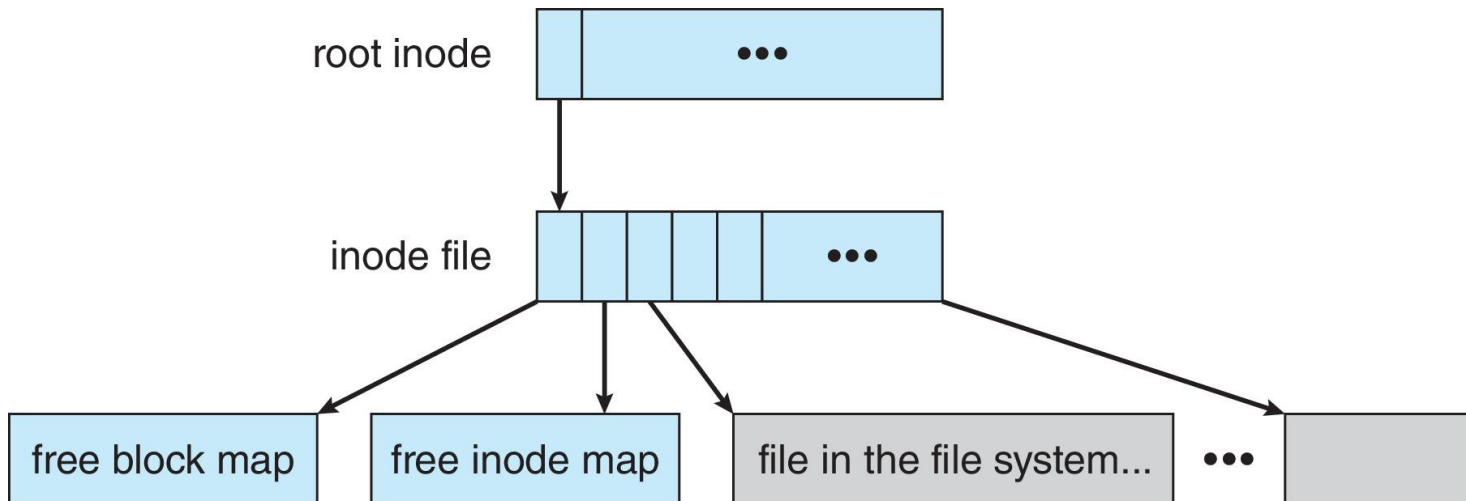 root inode
•••
inode file
•••
free block map
free inode map
file in the file system...
•••